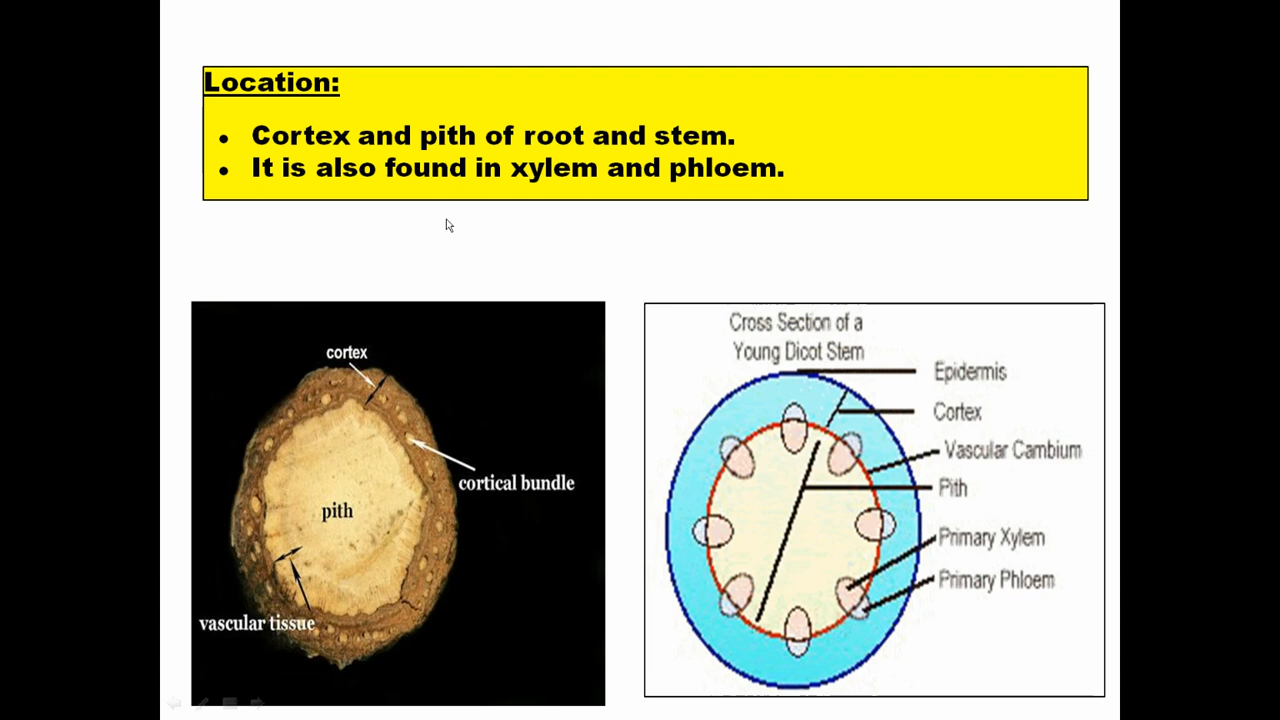 Location:
• Cortex and pith of root and stem.
• It is also found in xylem and phloem.
cortex
cortical bundle
pith
vascular tissue
Cross Section of a
Young Dicot Stem
Epidermis
Cortex
Vascular Cambium
Pith
Primary Xylem
Primary Phloem